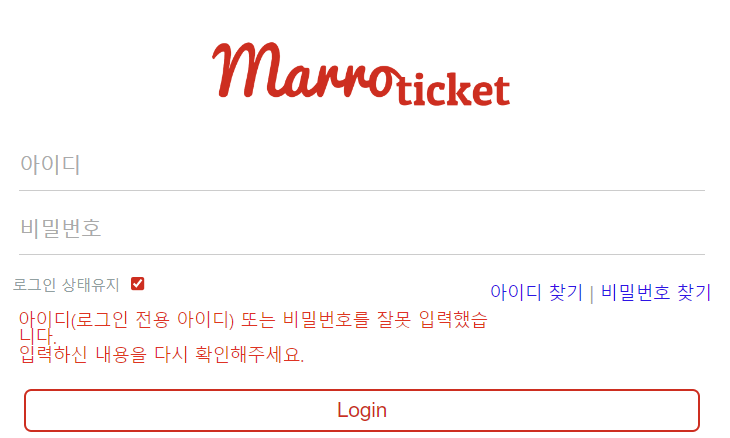 Marroticket
아이디
비밀번호
로그인 상태유지
아이디 찾기 | 비밀번호 찾기
아이디(로그인 전용 아이디) 또는 비밀번호를 잘못 입력했습
니다.
입력하신 내용을 다시 확인해주세요.
Login